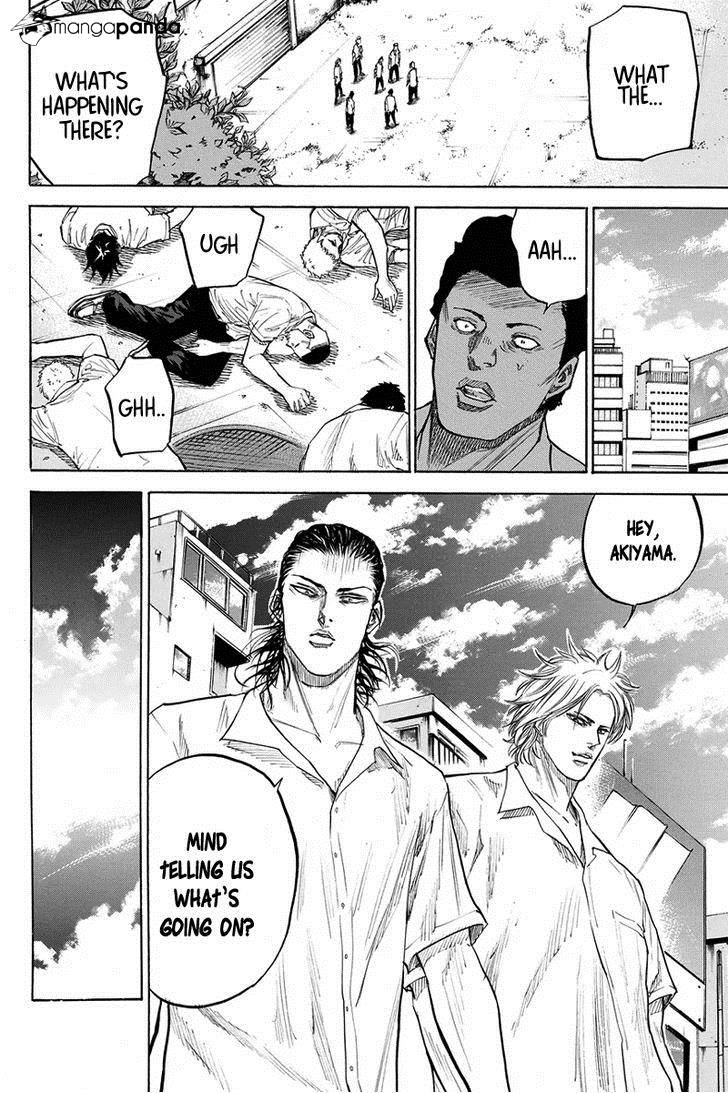 mangapanda
WHAT
THE...
WHAT'S
HAPPENING
THERE?
AAH...
UGH
GHH..
HEY,
AKIYAMA.
MIND
TELLING US
WHAT'S
GOING ON?